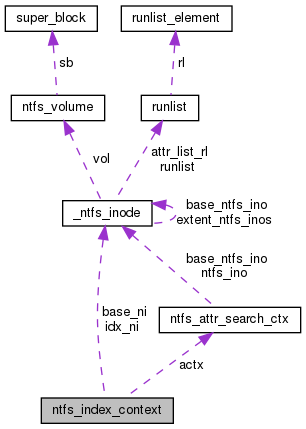 super_block
runlist_element
sb
rl
ntfs_volume
runlist
vol
attr_list_rl
runlist
_ntfs_inode
base_ntfs_ino
extent_ntfs_inos
base_ntfs_ino
ntfs_ino
base_ni
idx_ni
ntfs_attr_search_ctx
actx
ntfs_index_context